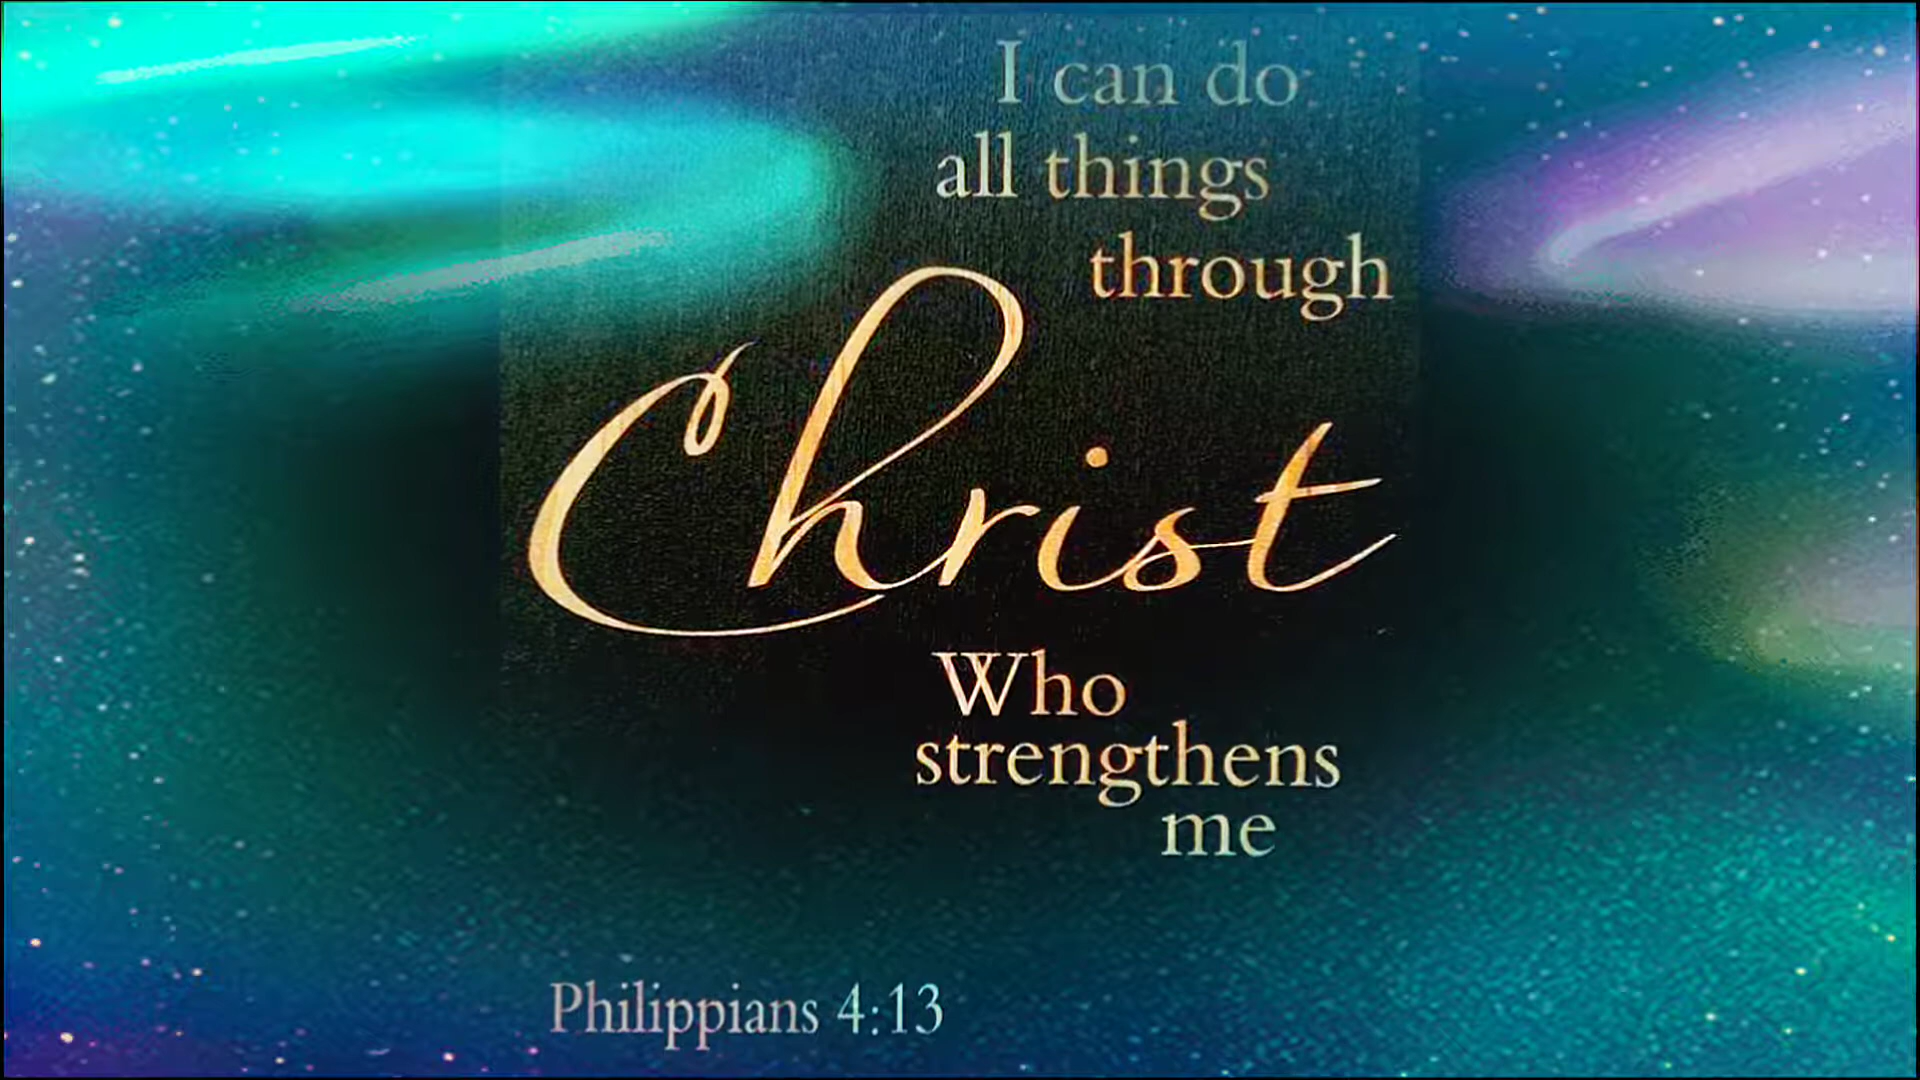 I can do
all things
through
Christ
Who
strengthens
me
Philippians 4:13